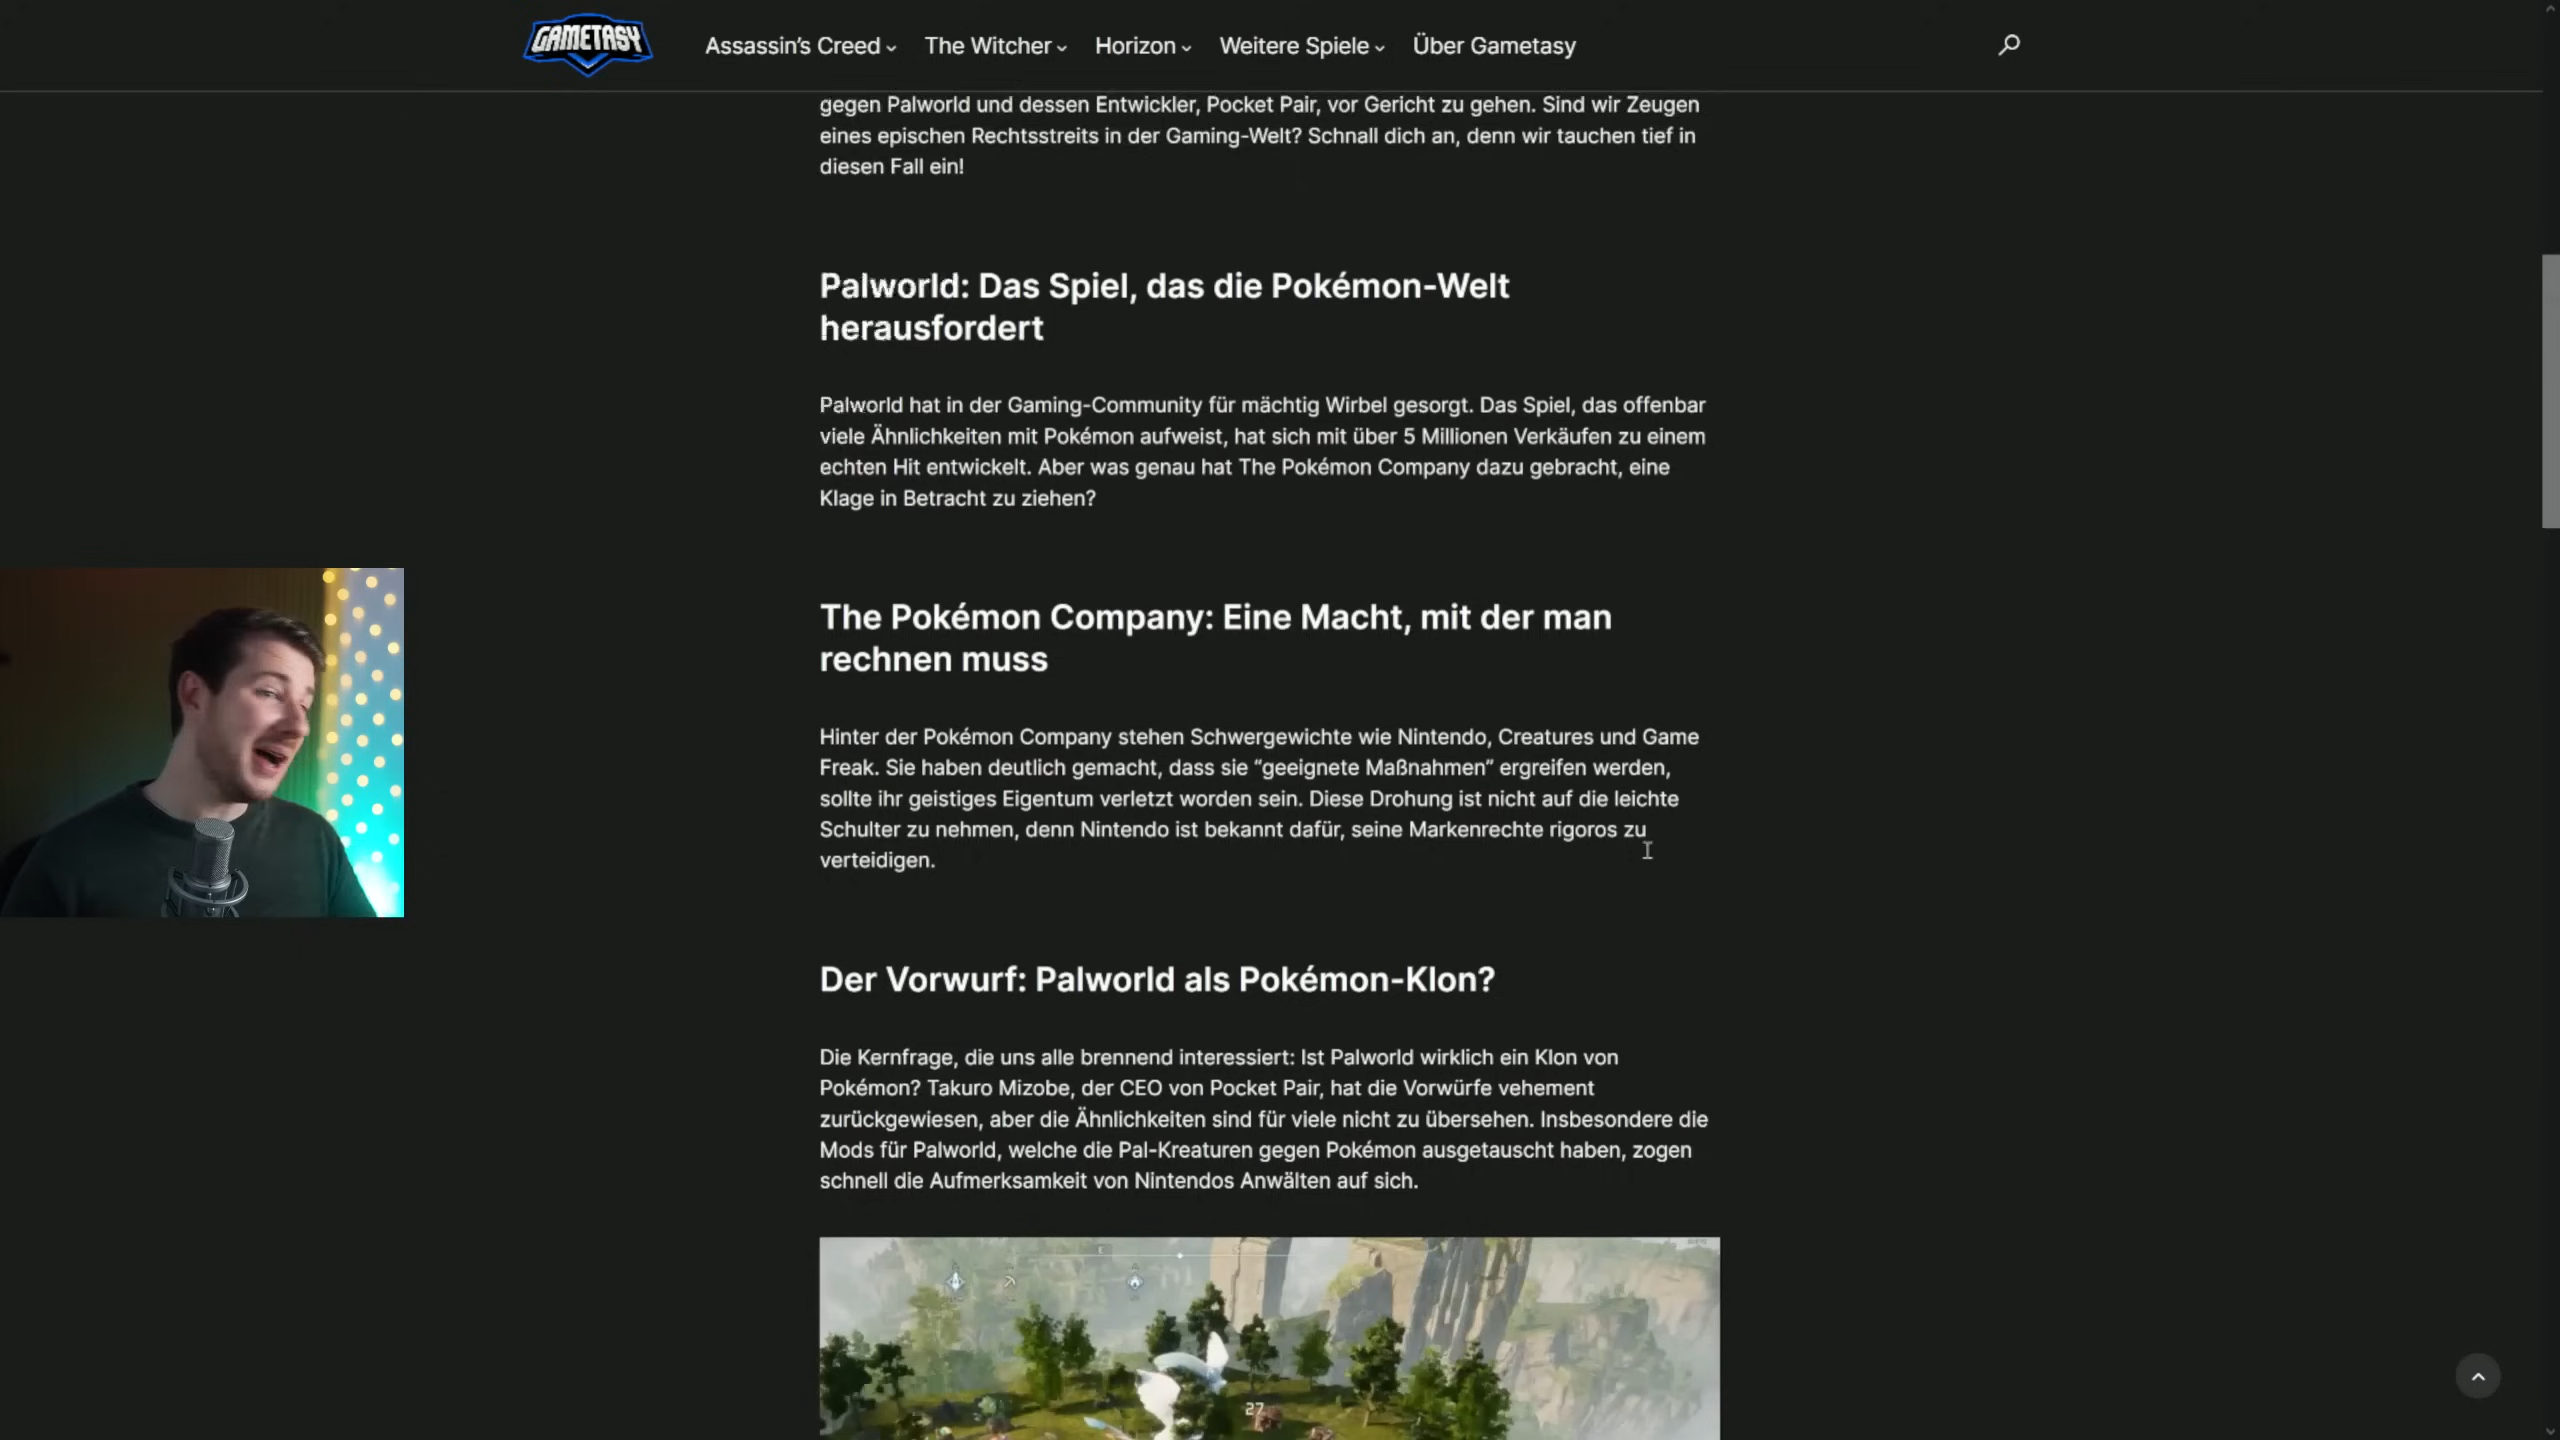 GAMETASY
Assassin's Creed
The Witcher
Horizon
Weitere Spiele
Über Gametasy
gegen Palworld und dessen Entwickler, Pocket Pair, vor Gericht zu gehen. Sind wir Zeugen
eines epischen Rechtsstreits in der Gaming-Welt? Schnall dich an, denn wir tauchen tief in
diesen Fall ein!
Palworld: Das Spiel, das die Pokémon-Welt
herausfordert
Palworld hat in der Gaming-Community für mächtig Wirbel gesorgt. Das Spiel, das offenbar
viele Ähnlichkeiten mit Pokémon aufweist, hat sich mit über 5 Millionen Verkäufen zu einem
echten Hit entwickelt. Aber was genau hat The Pokémon Company dazu gebracht, eine
Klage in Betracht zu ziehen?
The Pokémon Company: Eine Macht, mit der man
rechnen muss
Hinter der Pokémon Company stehen Schwergewichte wie Nintendo, Creatures und Game
Freak. Sie haben deutlich gemacht, dass sie “geeignete Maßnahmen” ergreifen werden,
sollte ihr geistiges Eigentum verletzt worden sein. Diese Drohung ist nicht auf die leichte
Schulter zu nehmen, denn Nintendo ist bekannt dafür, seine Markenrechte rigoros zu
verteidigen.
Der Vorwurf: Palworld als Pokémon-Klon?
Die Kernfrage, die uns alle brennend interessiert: Ist Palworld wirklich ein Klon von
Pokémon? Takuro Mizobe, der CEO von Pocket Pair, hat die Vorwürfe vehement
zurückgewiesen, aber die Ähnlichkeiten sind für viele nicht zu übersehen. Insbesondere die
Mods für Palworld, welche die Pal-Kreaturen gegen Pokémon ausgetauscht haben, zogen
schnell die Aufmerksamkeit von Nintendos Anwälten auf sich.
27